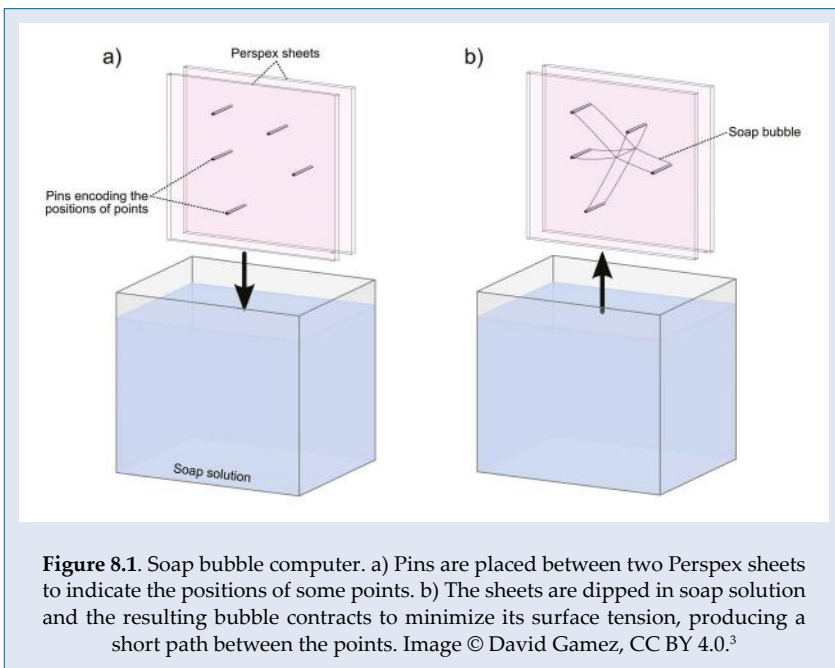 a)
Perspex sheets
Pins encoding the
positions of points
Soap solution
b)
Soap bubble
Figure 8.1. Soap bubble computer. a) Pins are placed between two Perspex sheets
to indicate the positions of some points. b) The sheets are dipped in soap solution
and the resulting bubble contracts to minimize its surface tension, producing a
short path between the points. Image © David Gamez, CC BY 4.0.³